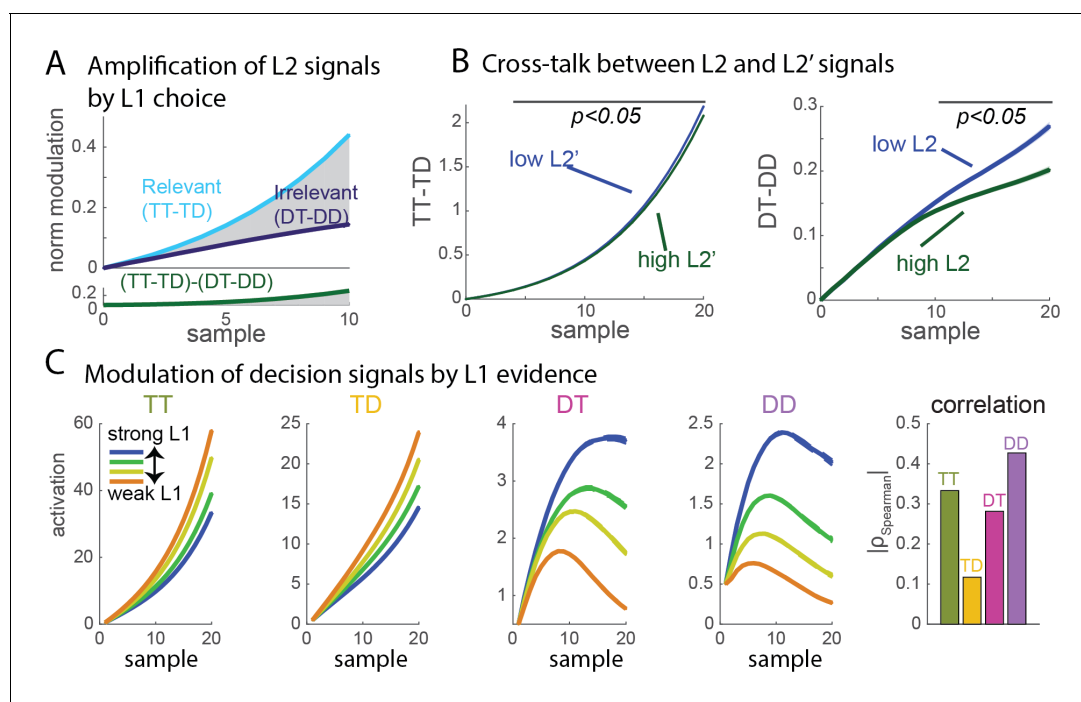 A Amplification of L2 signals
by L1 choice
norm modulation
0.4
0.2
0
0.2
0
Relevant
(TT-TD)
Irrelevant
(DT-DD)
(TT-TD)-(DT-DD)
0
5
10
sample
B Cross-talk between L2 and L2' signals
TT-TD
2
1.5
1
0.5
0
p<0.05
low L2'
high L2'
0
5
10
15
20
sample
DT-DD
0.3
0.2
0.1
0
p<0.05
low L2
high L2
0
5
10
15
20
sample
C Modulation of decision signals by L1 evidence
TT
activation
60
40
20
0
strong L1
weak L1
0
10
20
sample
TD
25
20
15
10
5
0
0
10
20
sample
DT
4
3
2
1
0
10
20
sample
DD
2.5
2
1.5
1
0.5
0
0
10
20
sample
correlation
|ρSpearman|
0.5
0.4
0.3
0.2
0.1
0
TT
TD
DT
DD